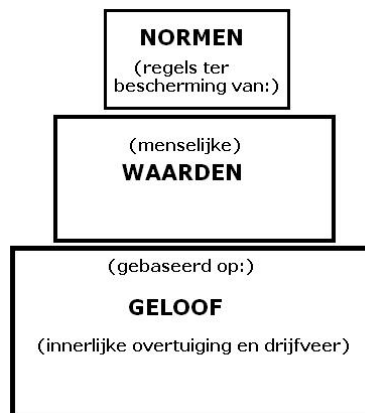 NORMEN
(regels ter
bescherming van:)
(menselijke)
WAARDEN
(gebaseerd op:)
GELOOF
(innerlijke overtuiging en drijfveer)